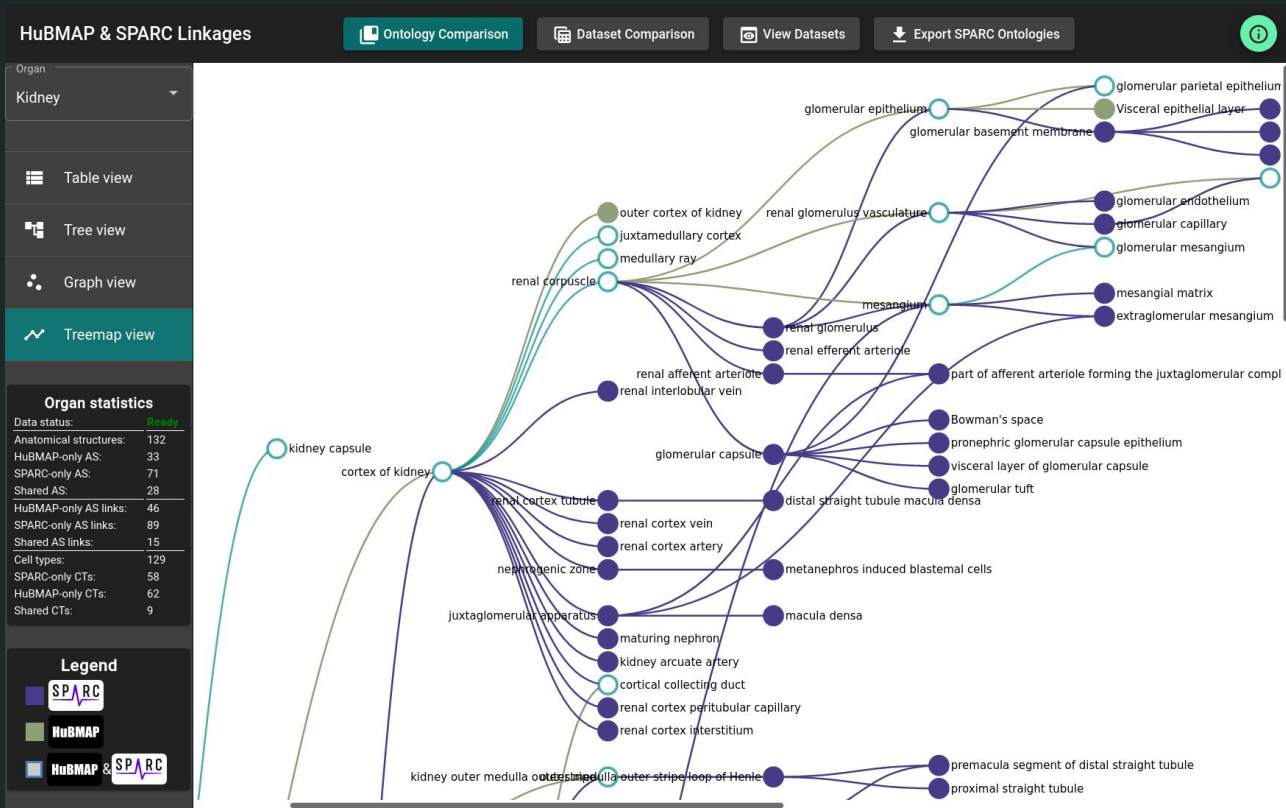 HuBMAP & SPARC Linkages
Ontology Comparison
Dataset Comparison
View Datasets
Export SPARC Ontologies
Organ
Kidney
Table view
Tree view
Graph view
Treemap view
Organ statistics
Data status: Ready
Anatomical structures: 132
HuBMAP-only AS: 33
SPARC-only AS: 71
Shared AS: 28
HuBMAP-only AS links: 46
SPARC-only AS links: 89
Shared AS links: 15
Cell types: 129
SPARC-only CTs: 58
HuBMAP-only CTs: 62
Shared CTs: 9
Legend
SPARC
HuBMAP
HuBMAP & SPARC
glomerular parietal epithelium
glomerular epithelium
Visceral epithelial layer
glomerular basement membrane
glomerular endothelium
outer cortex of kidney
renal glomerulus vasculature
glomerular capillary
juxtamedullary cortex
glomerular mesangium
medullary ray
renal corpuscle
mesangial matrix
mesangium
extraglomerular mesangium
renal glomerulus
renal efferent arteriole
renal afferent arteriole
part of afferent arteriole forming the juxtaglomerular compl
renal interlobular vein
Bowman's space
pronephric glomerular capsule epithelium
kidney capsule
glomerular capsule
visceral layer of glomerular capsule
cortex of kidney
glomerular tuft
renal cortex tubule
distal straight tubule macula densa
renal cortex vein
renal cortex artery
nephrogenic zone
metanephros induced blastemal cells
juxtaglomerular apparatus
macula densa
maturing nephron
kidney arcuate artery
cortical collecting duct
renal cortex peritubular capillary
renal cortex interstitium
premacula segment of distal straight tubule
kidney outer medulla outer stripe loop of Henle
proximal straight tubule